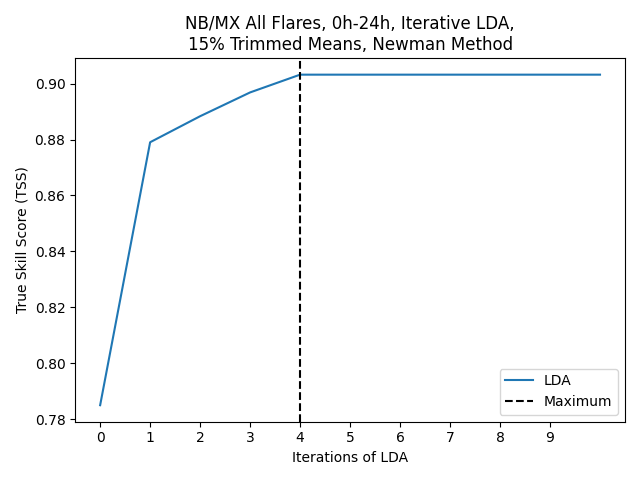 NB/MX All Flares, 0h-24h, Iterative LDA,
15% Trimmed Means, Newman Method
True Skill Score (TSS)
0.90
0.88
0.86
0.84
0.82
0.80
0.78
0 1 2 3 4 5 6 7 8 9
Iterations of LDA
LDA
Maximum